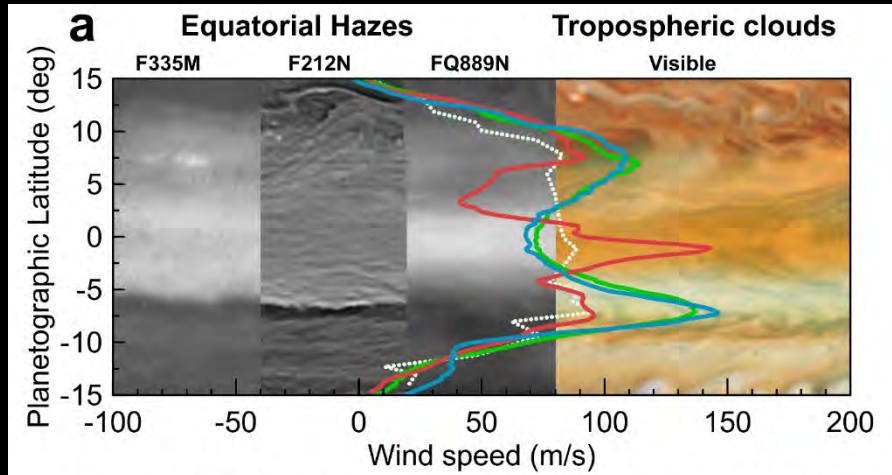 a
Equatorial Hazes
Tropospheric clouds
F335M
F212N
FQ889N
Visible
Planetographic Latitude (deg)
15
10
5
0
-5
-10
-15
-100
-50
0
50
100
150
200
Wind speed (m/s)